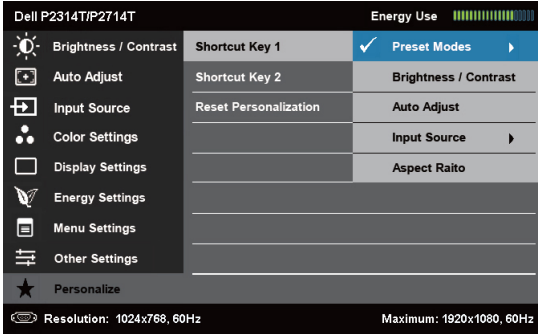 Dell P2314T/P2714T Energy Use
Brightness / Contrast Shortcut Key 1 Preset Modes
Auto Adjust Shortcut Key 2 Brightness / Contrast
Input Source Reset Personalization Auto Adjust
Color Settings Input Source
Display Settings Aspect Raito
Energy Settings
Menu Settings
Other Settings
Personalize
Resolution: 1024x768, 60Hz Maximum: 1920x1080, 60Hz